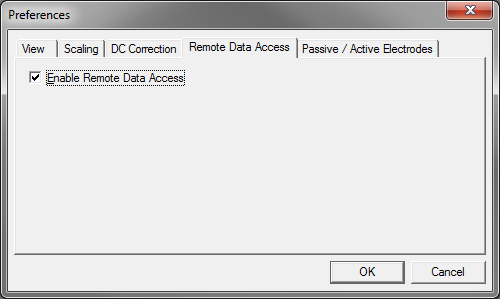 Preferences
View Scaling DC Correction Remote Data Access Passive / Active Electrodes
Enable Remote Data Access
OK Cancel